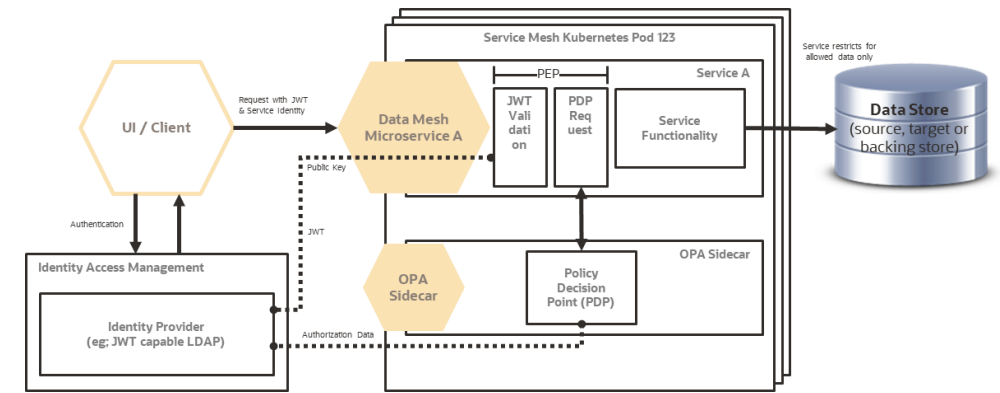 Service Mesh Kubernetes Pod 123
Service restricts for
allowed data only
PEP
Service A
UI / Client
Request with JWT
& Service Identity
Data Mesh
Microservice A
JWT
Vali
dati
on
PDP
Req
uest
Service
Functionality
Data Store
(source, target or
backing store)
Public Key
Authentication
JWT
Identity Access Management
OPA
Sidecar
OPA Sidecar
Policy
Decision
Point (PDP)
Identity Provider
(eg; JWT capable LDAP)
Authorization Data